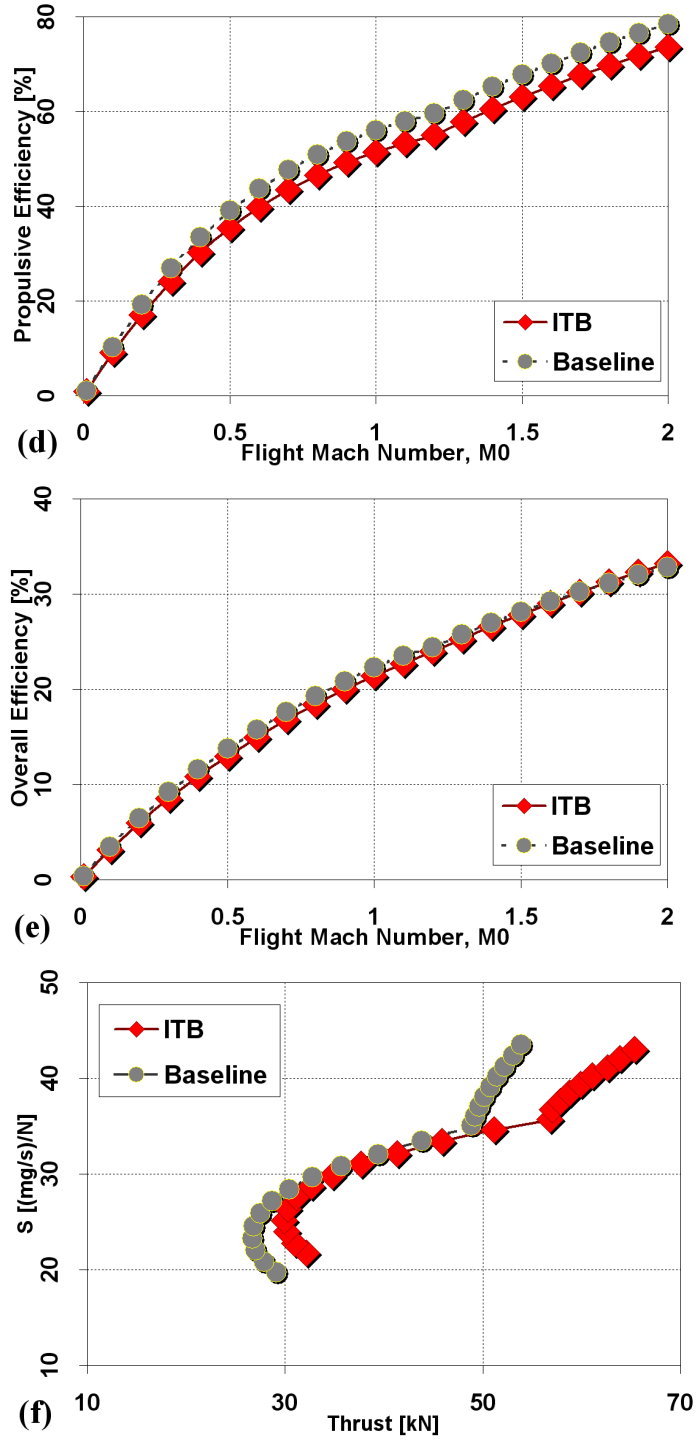 80
60
40
20
0
Propulsive Efficiency [%]
ITB
Baseline
0
0.5
1
1.5
2
Flight Mach Number, M0
(d)
40
30
20
10
0
Overall Efficiency [%]
ITB
Baseline
0
0.5
1
1.5
2
Flight Mach Number, M0
(e)
50
40
30
20
10
S [(mg/s)/N]
ITB
Baseline
10
30
50
70
Thrust [kN]
(f)